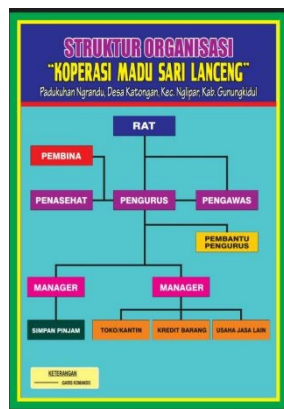 STRUKTUR ORGANISASI
"KOPERASI MADU SARI LANCENG"
Padukuhan Ngrandu, Desa Katongan, Kec. Nglipar, Kab. Gunungkidul
RAT
PEMBINA
PENASEHAT
PENGURUS
PENGAWAS
PEMBANTU
PENGURUS
MANAGER
MANAGER
SIMPAN PINJAM
TOKO/KANTIN
KREDIT BARANG
USAHA JASA LAIN
KETERANGAN
GARIS KOMANDO